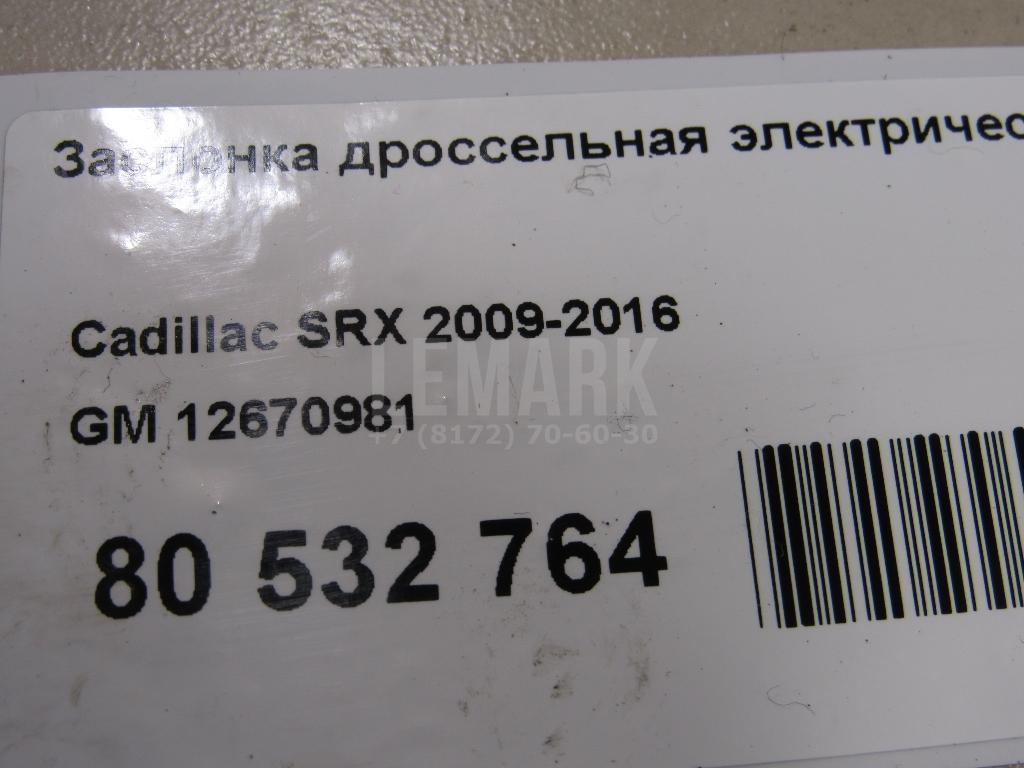 Заслонка дроссельная электричес
Cadillac SRX 2009-2016
LEMARK
GM 12670981
+7 (8172) 70-60-30
80 532 764